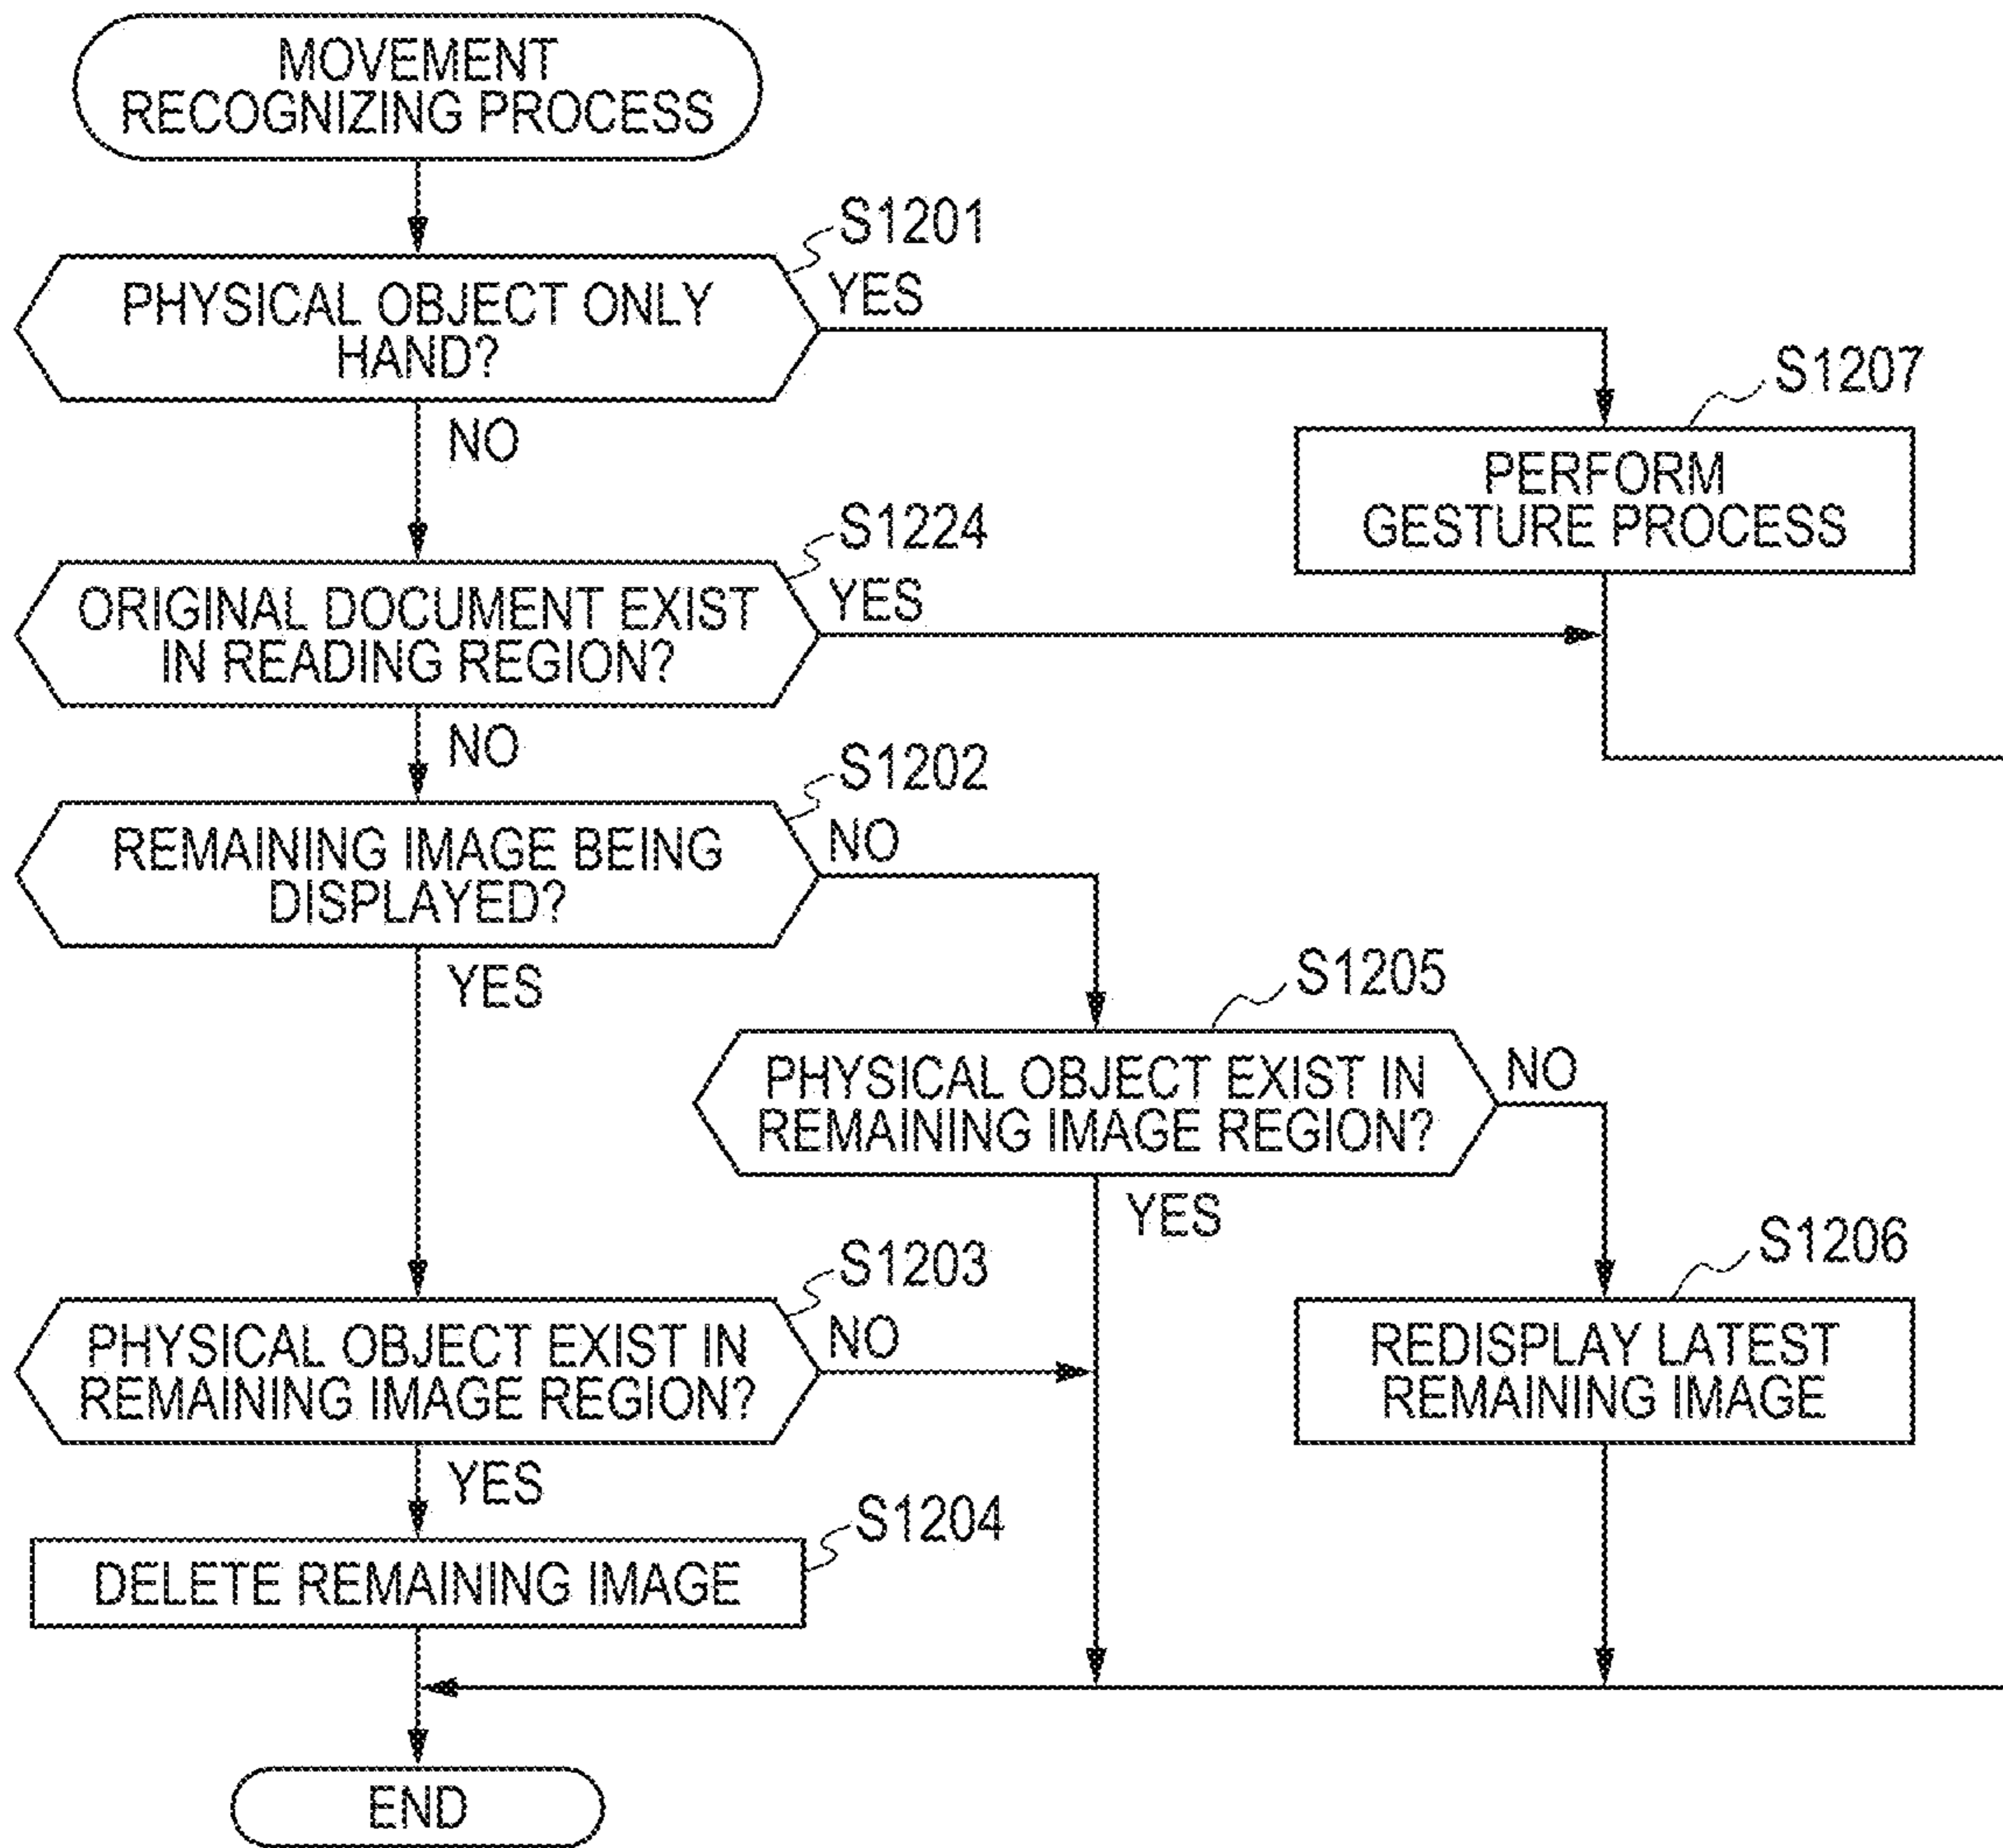 MOVEMENT
RECOGNIZING PROCESS
S1201
PHYSICAL OBJECT ONLY
HAND?
YES
NO
S1207
PERFORM
GESTURE PROCESS
S1224
ORIGINAL DOCUMENT EXIST
IN READING REGION?
YES
NO
S1202
REMAINING IMAGE BEING
DISPLAYED?
NO
YES
S1205
PHYSICAL OBJECT EXIST IN
REMAINING IMAGE REGION?
NO
YES
S1206
REDISPLAY LATEST
REMAINING IMAGE
S1203
PHYSICAL OBJECT EXIST IN
REMAINING IMAGE REGION?
NO
YES
S1204
DELETE REMAINING IMAGE
END